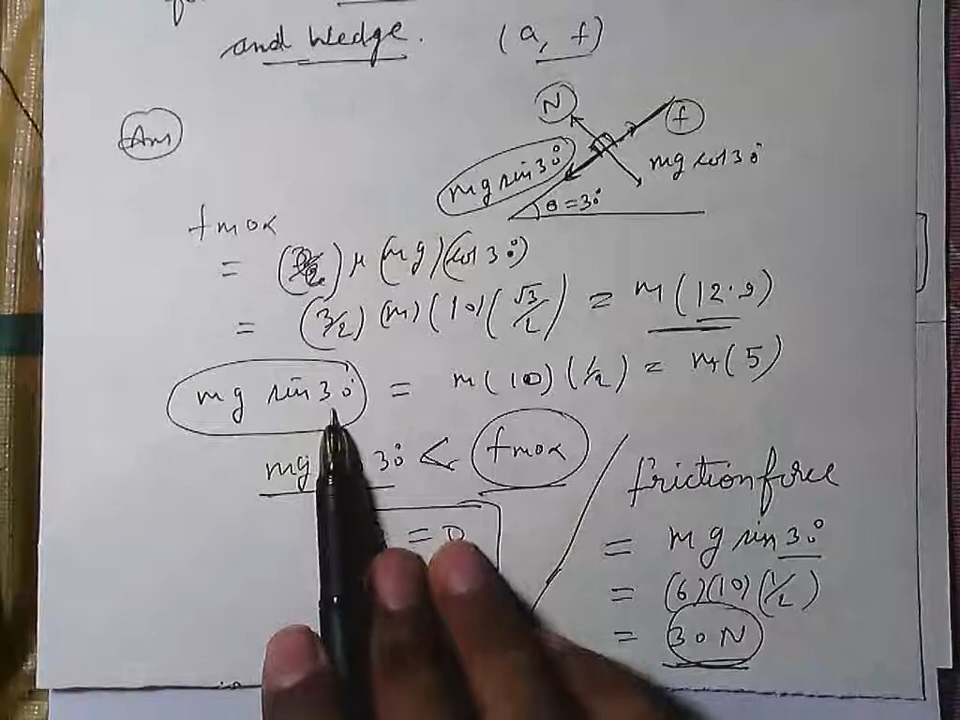 and Wedge. (a, f)
Ans
N
f
mg sin 30°
mg cos 30°
θ = 30°
fmax
= μ (mg)(cos 30°)
= (3/2) (m) (10) (√3/2) = m (12.9)
mg sin 30° = m (10) (1/2) = m (5)
mg 30° < fmax
= 0
friction force
= mg sin 30°
= (6)(10)(1/2)
= 30 N